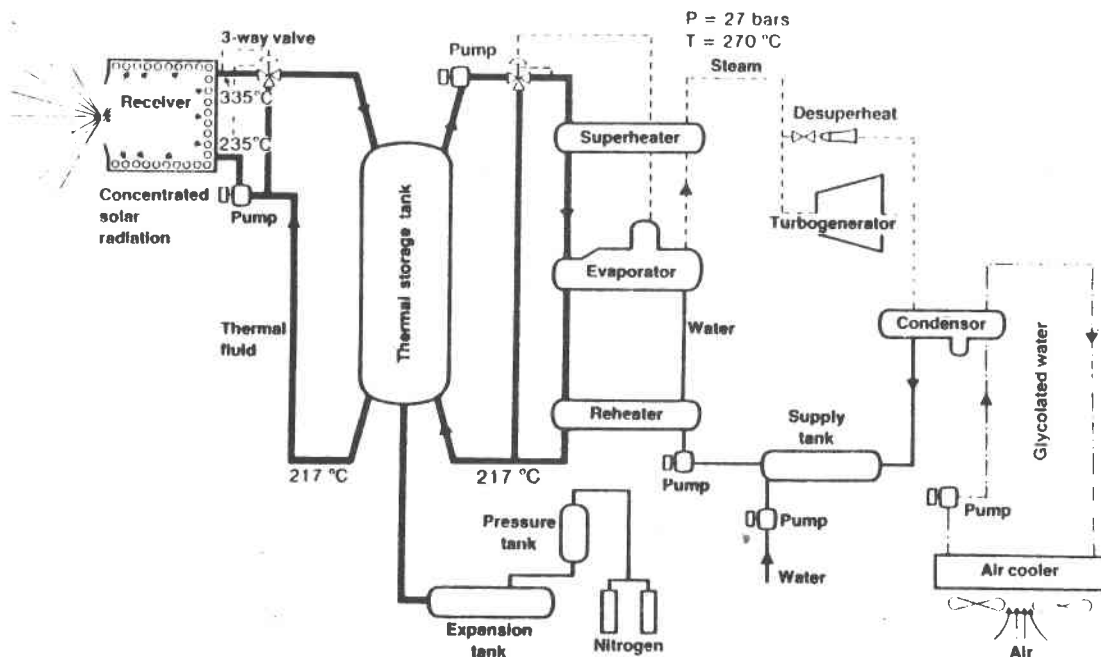 P = 27 bars
T = 270 °C
Steam
3-way valve
Pump
Receiver
335°C
235°C
Desuperheat
Superheater
Concentrated
solar
radiation
Pump
Turbogenerator
Thermal storage tank
Evaporator
Thermal
fluid
Water
Condensor
Glycolated water
Reheater
Supply
tank
217 °C
217 °C
Pump
Pump
Pump
Pressure
tank
Water
Air cooler
Expansion
tank
Nitrogen
Air